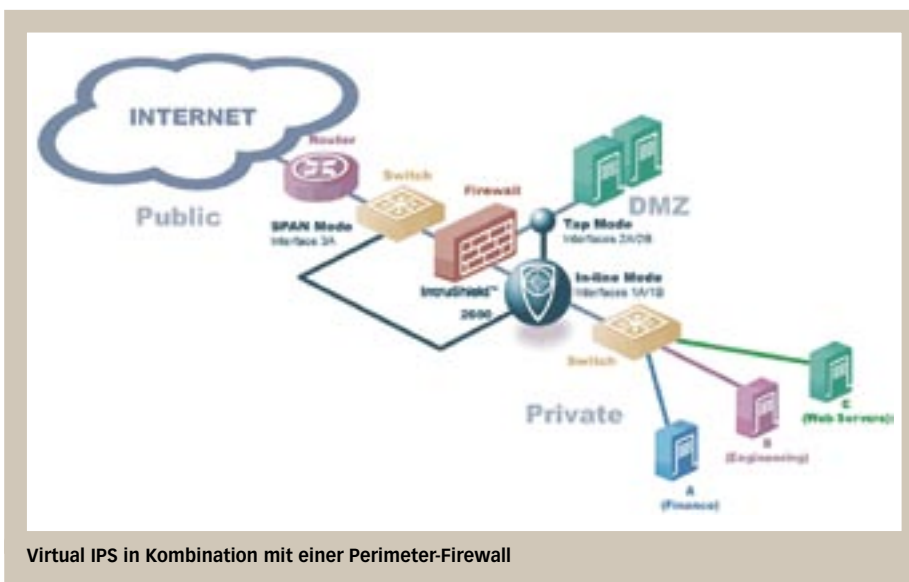 INTERNET
Router
Switch
Public
SPAN Mode
Interface 3A
Firewall
DMZ
Tap Mode
Interfaces 2A/2B
IntruShield™
2600
In-line Mode
Interfaces 1A/1B
Switch
Private
A
(Finance)
B
(Engineering)
C
(Web Servers)
Virtual IPS in Kombination mit einer Perimeter-Firewall